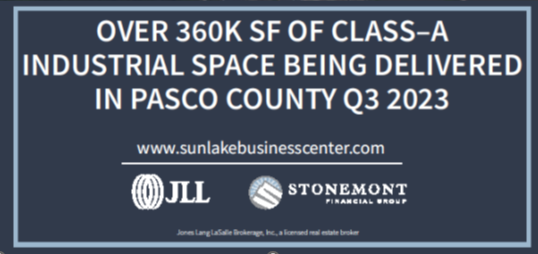 OVER 360K SF OF CLASS–A
INDUSTRIAL SPACE BEING DELIVERED
IN PASCO COUNTY Q3 2023
www.sunlakebusinesscenter.com
JLL
STONEMONT
FINANCIAL GROUP
Jones Lang LaSalle Brokerage, Inc., a licensed real estate broker